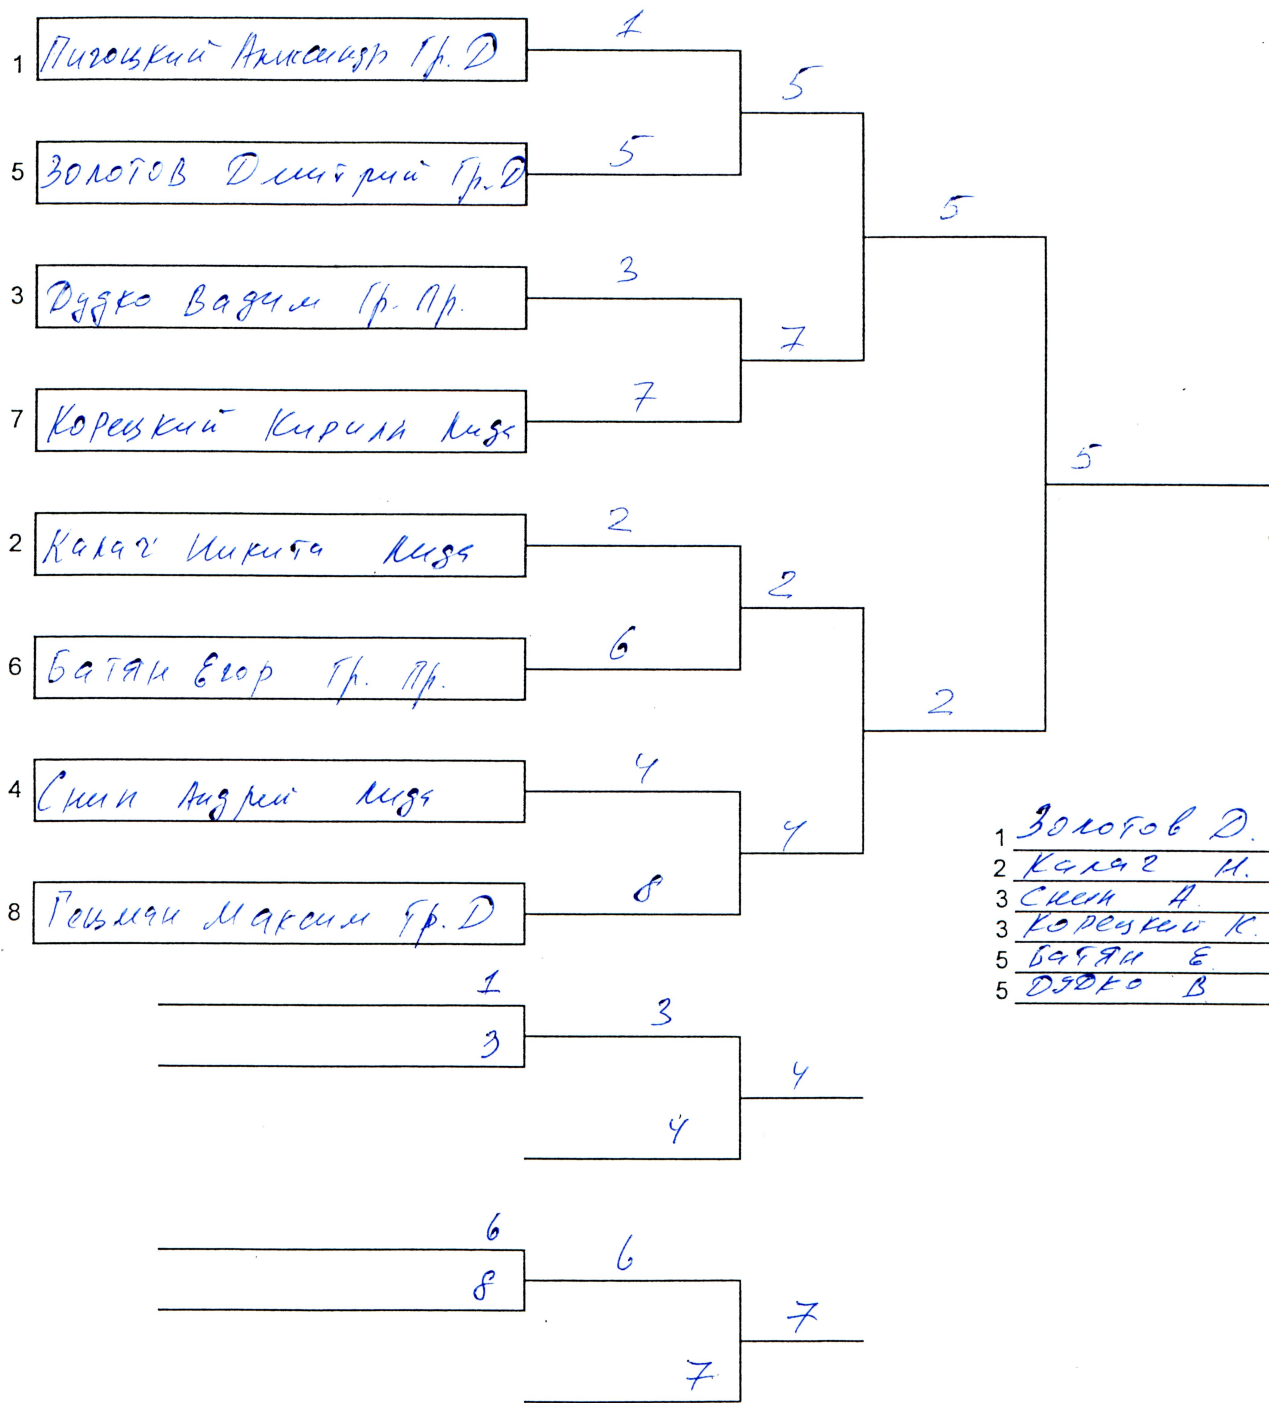 1
1 Пигоцкий Александр Гр. Д
5
5
5 Золотов Дмитрий Гр. Д
5
3
3 Дудко Вадим Гр. Пр.
7
7
7 Корецкий Кирилл Лида
5
2
2 Калач Никита Лида
2
6
6 Батян Егор Гр. Пр.
2
4
4 Снип Андрей Лида
4
8
8 Гецман Максим Гр. Д
1 Золотов Д.
2 Калач Н.
3 Снип А.
3 Корецкий К.
5 Батян Е
5 Дудко В
1
3
3
4
4
6
6
8
7
7